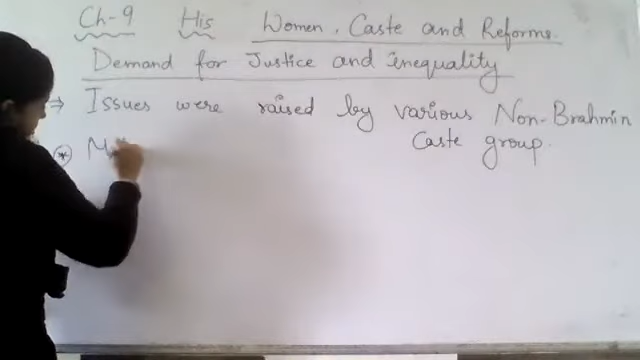 Ch-9 His Women, Caste and Reforms.
Demand for Justice and inequality
⇒ Issues were raised by various Non-Brahmin
Caste group.